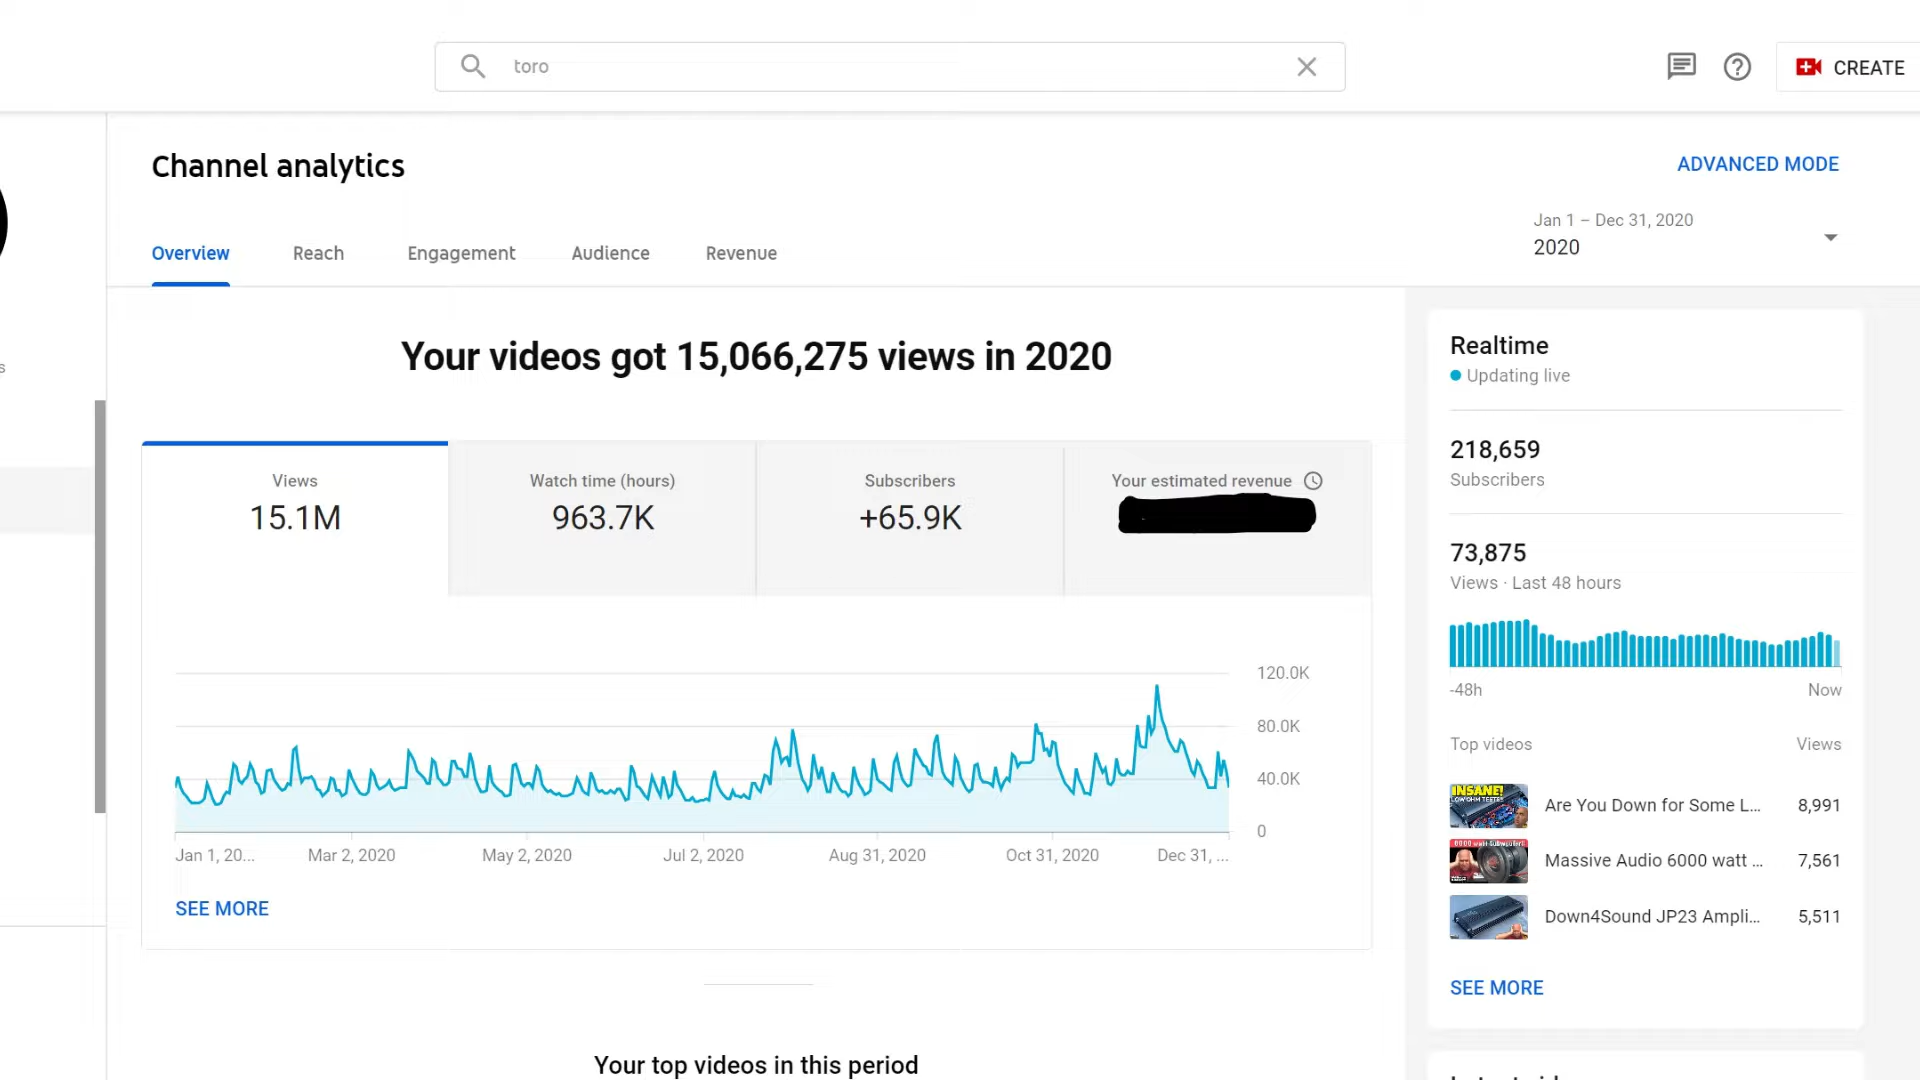 toro
CREATE
Channel analytics
ADVANCED MODE
Jan 1 – Dec 31, 2020
2020
Overview
Reach
Engagement
Audience
Revenue
Your videos got 15,066,275 views in 2020
Views
15.1M
Watch time (hours)
963.7K
Subscribers
+65.9K
Your estimated revenue
120.0K
80.0K
40.0K
0
Jan 1, 20...
Mar 2, 2020
May 2, 2020
Jul 2, 2020
Aug 31, 2020
Oct 31, 2020
Dec 31, ...
SEE MORE
Your top videos in this period
Realtime
Updating live
218,659
Subscribers
73,875
Views · Last 48 hours
-48h
Now
Top videos
Views
INSANE!
Are You Down for Some L...
8,991
Massive Audio 6000 watt ...
7,561
Down4Sound JP23 Ampli...
5,511
SEE MORE